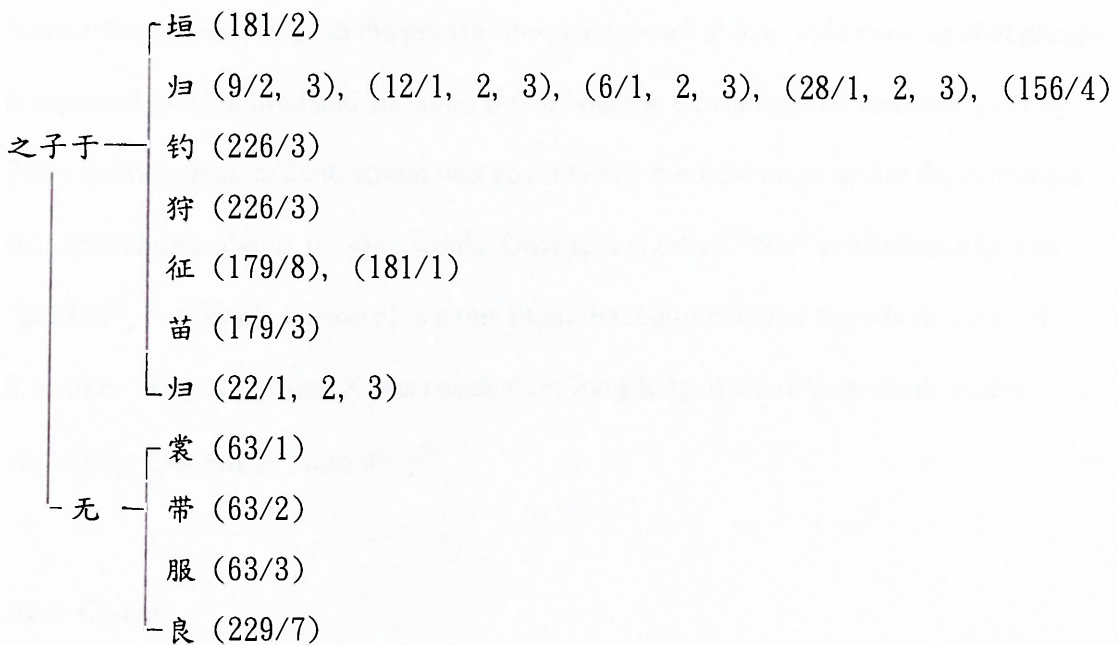 垣 (181/2)
归 (9/2, 3), (12/1, 2, 3), (6/1, 2, 3), (28/1, 2, 3), (156/4)
之子于 钓 (226/3)
狩 (226/3)
征 (179/8), (181/1)
苗 (179/3)
归 (22/1, 2, 3)
裳 (63/1)
无 带 (63/2)
服 (63/3)
良 (229/7)